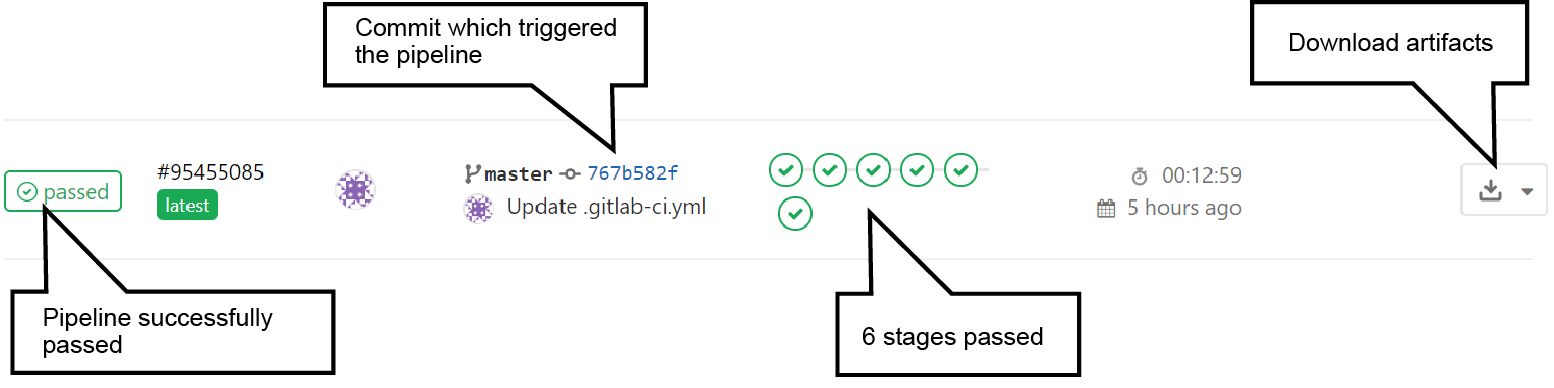 Commit which triggered
the pipeline
Download artifacts
passed
#95455085
latest
master 767b582f
Update .gitlab-ci.yml
00:12:59
5 hours ago
Pipeline successfully
passed
6 stages passed